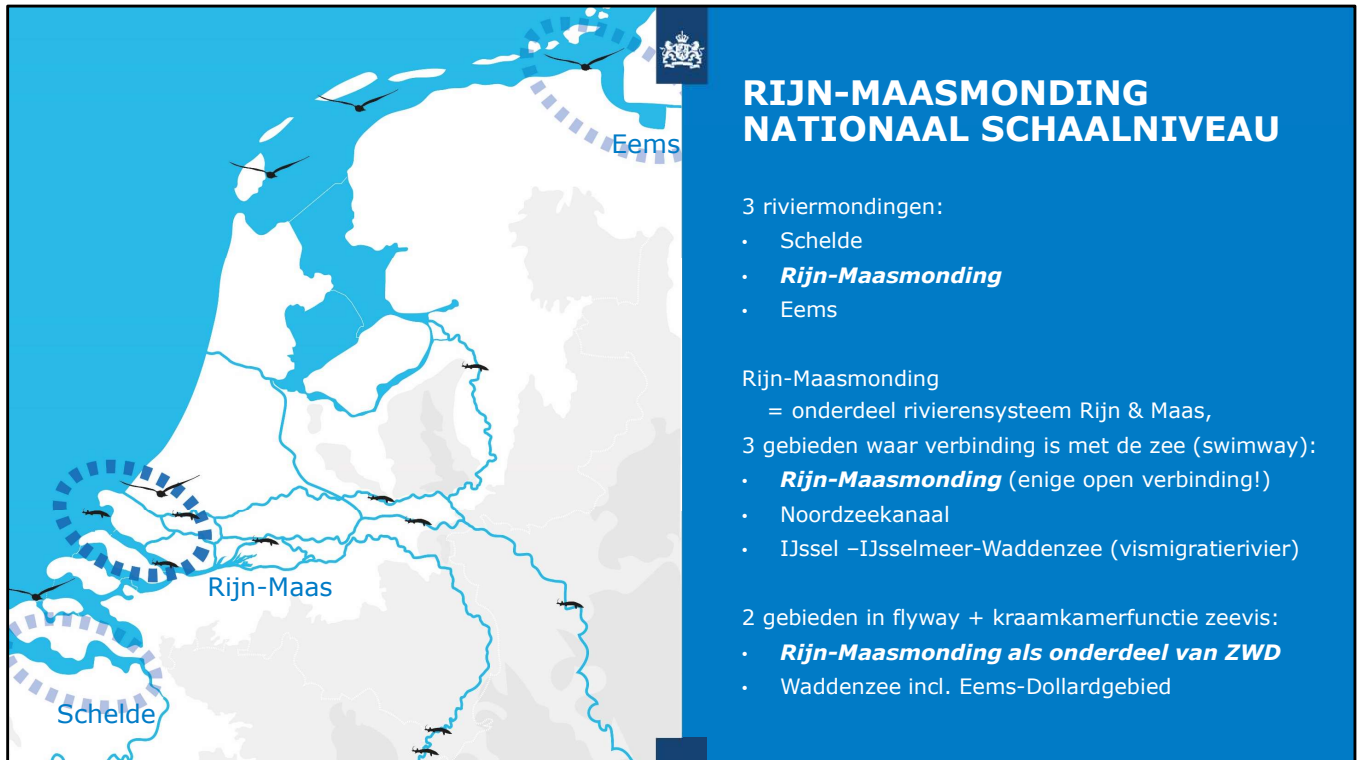 Eems
Rijn-Maas
Schelde
RIJN-MAASMONDING
NATIONAAL SCHAALNIVEAU
3 riviermondingen:
• Schelde
• Rijn-Maasmonding
• Eems
Rijn-Maasmonding
= onderdeel rivierensysteem Rijn & Maas,
3 gebieden waar verbinding is met de zee (swimway):
• Rijn-Maasmonding (enige open verbinding!)
• Noordzeekanaal
• IJssel –IJsselmeer-Waddenzee (vismigratierivier)
2 gebieden in flyway + kraamkamerfunctie zeevis:
• Rijn-Maasmonding als onderdeel van ZWD
• Waddenzee incl. Eems-Dollardgebied